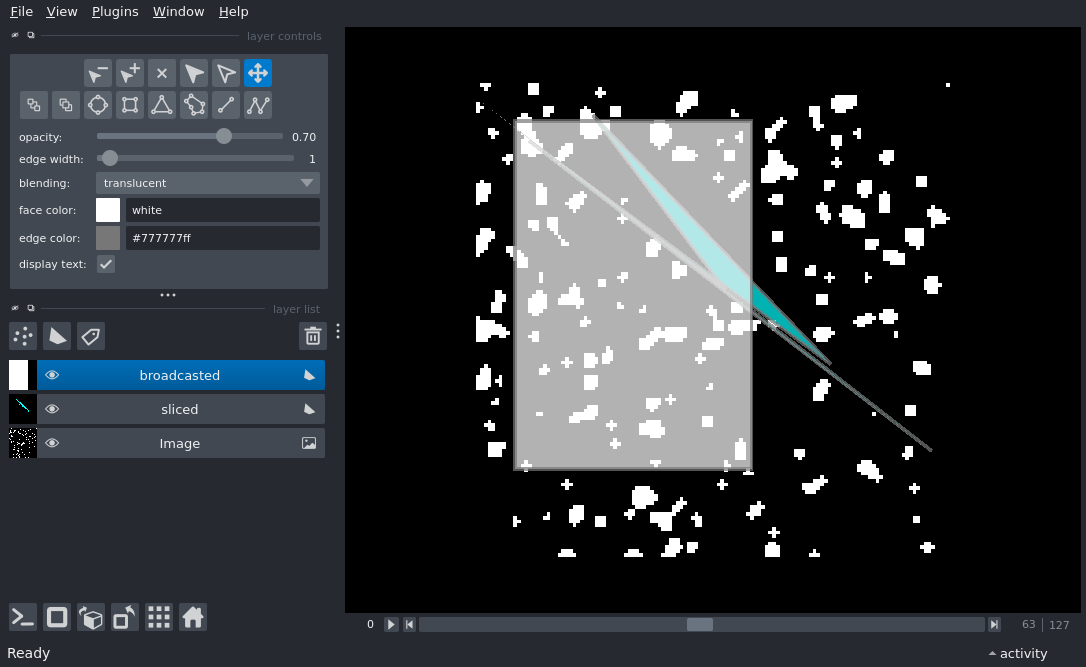 File View Plugins Window Help
layer controls
opacity: 0.70
edge width: 1
blending: translucent
face color: white
edge color: #777777ff
display text:
layer list
broadcasted
sliced
Image
0 63 127
Ready activity